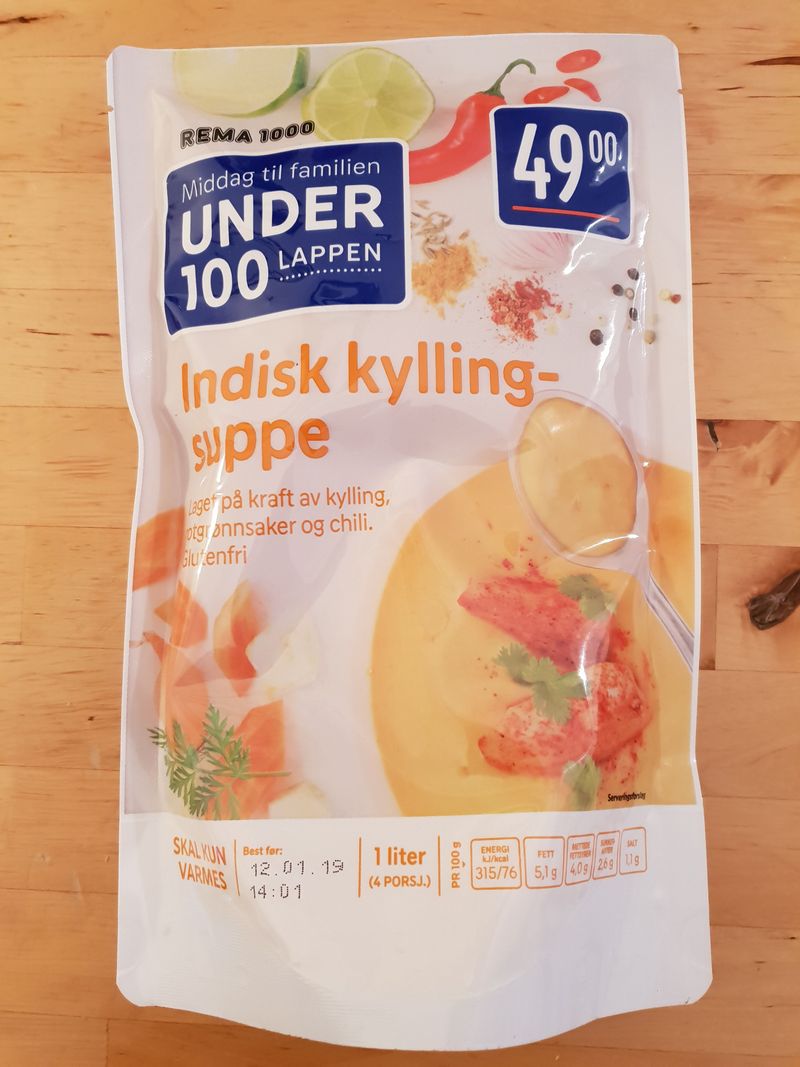 REMA 1000
Middag til familien
UNDER
100 LAPPEN
49 00
Indisk kylling-
suppe
Laget på kraft av kylling,
rotgrønnsaker og chili.
Glutenfri
Serveringsforslag
SKAL KUN
VARMES
Best før:
12.01.19
14:01
1 liter
(4 PORSJ.)
PR 100 g
ENERGI
kJ/kcal
315/76
FETT
5,1 g
METTEDE
FETTSYRER
4,0 g
2,6 g
SALT
1,1 g